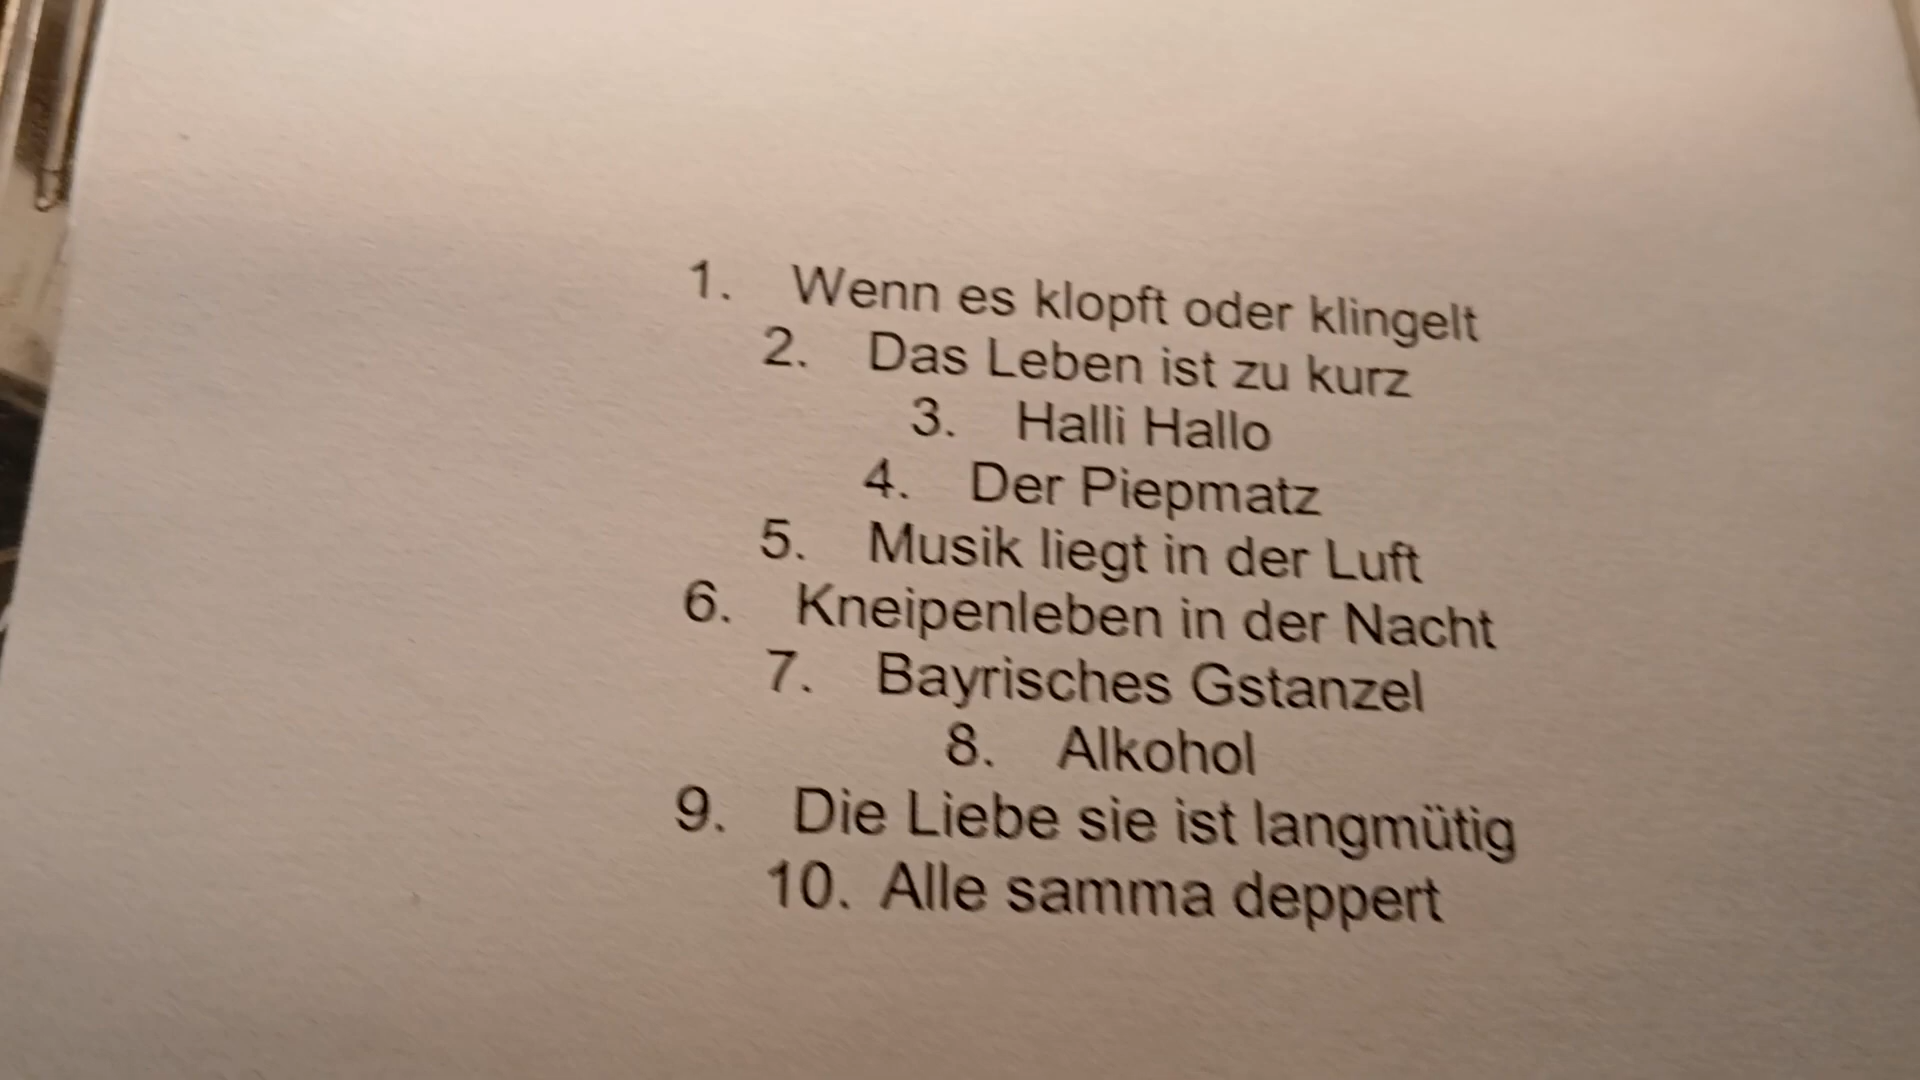 1. Wenn es klopft oder klingelt
2. Das Leben ist zu kurz
3. Halli Hallo
4. Der Piepmatz
5. Musik liegt in der Luft
6. Kneipenleben in der Nacht
7. Bayrisches Gstanzel
8. Alkohol
9. Die Liebe sie ist langmütig
10. Alle samma deppert